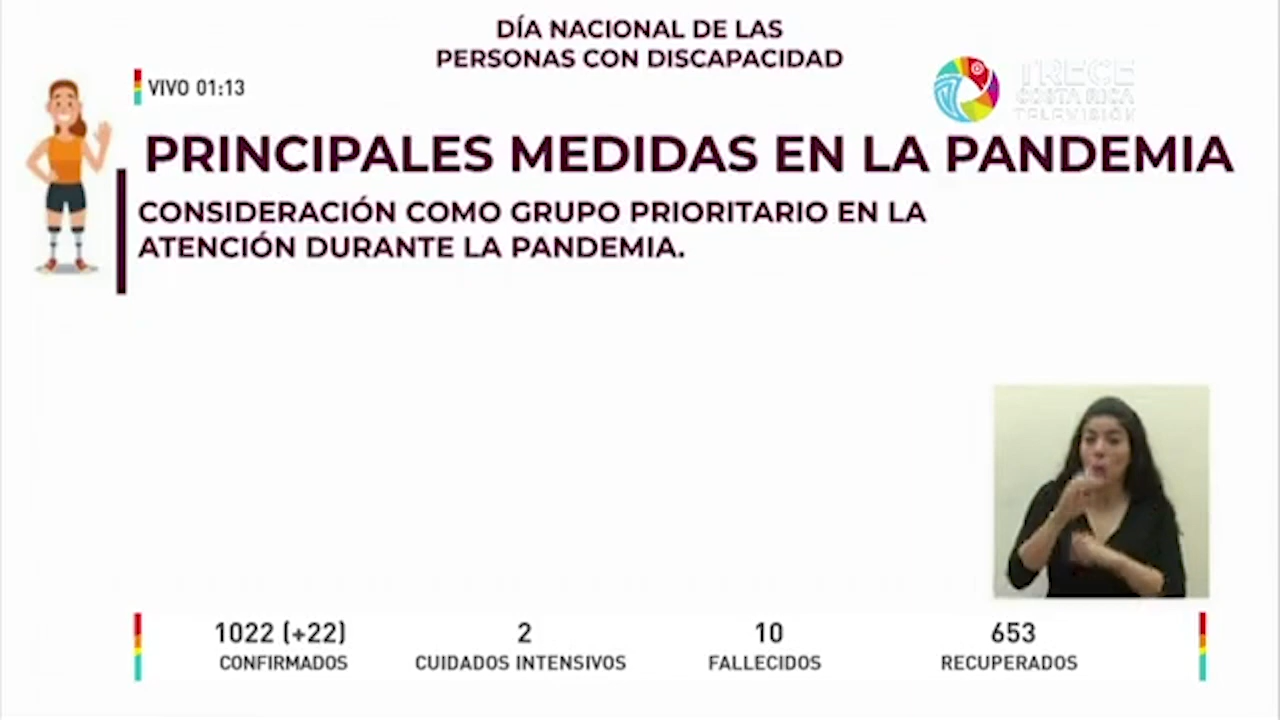 DÍA NACIONAL DE LAS
PERSONAS CON DISCAPACIDAD
VIVO 01:13
TRECE
COSTA RICA
TELEVISIÓN
PRINCIPALES MEDIDAS EN LA PANDEMIA
CONSIDERACIÓN COMO GRUPO PRIORITARIO EN LA
ATENCIÓN DURANTE LA PANDEMIA.
1022 (+22) 2 10 653
CONFIRMADOS CUIDADOS INTENSIVOS FALLECIDOS RECUPERADOS